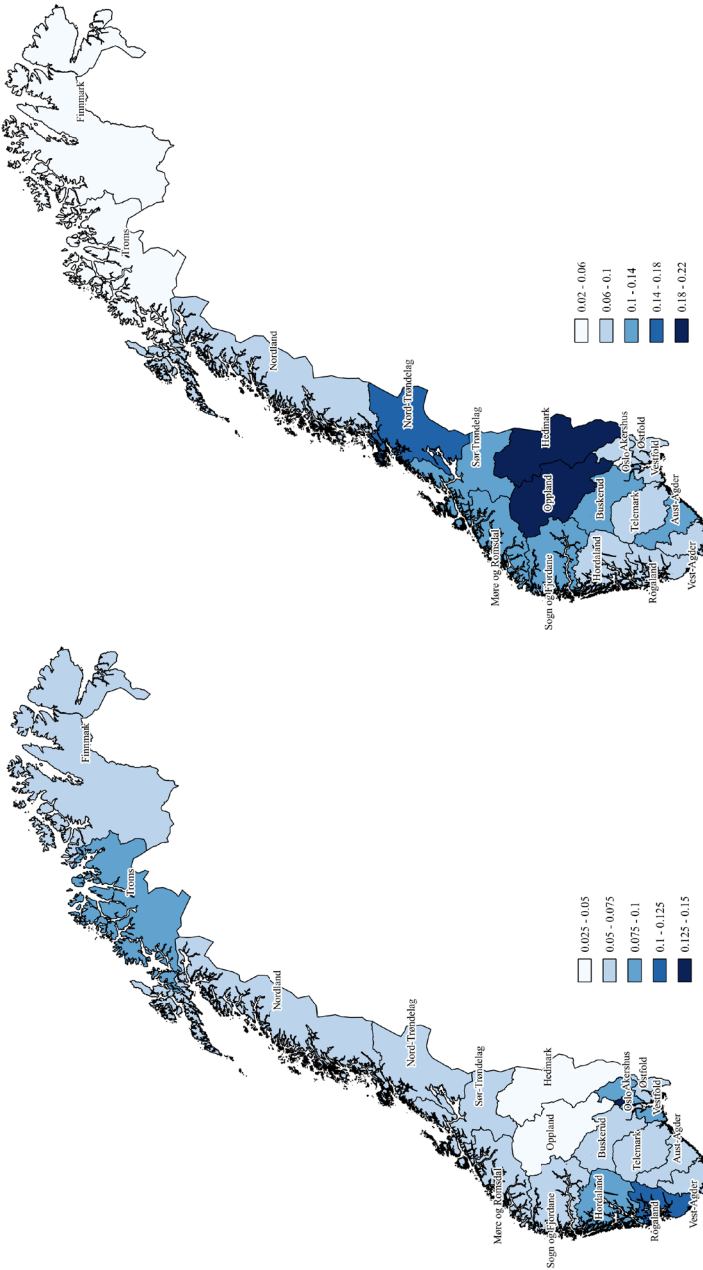 Finnmark
Troms
Nordland
Nord-Trøndelag
Sør-Trøndelag
Møre og Romsdal
Hedmark
Oppland
Sogn og Fjordane
Hordaland
Buskerud
Oslo
Akershus
Østfold
Vestfold
Telemark
Aust-Agder
Rogaland
Vest-Agder
0.025 - 0.05
0.05 - 0.075
0.075 - 0.1
0.1 - 0.125
0.125 - 0.15
Finnmark
Troms
Nordland
Nord-Trøndelag
Sør-Trøndelag
Møre og Romsdal
Hedmark
Oppland
Sogn og Fjordane
Hordaland
Buskerud
Oslo
Akershus
Østfold
Vestfold
Telemark
Aust-Agder
Rogaland
Vest-Agder
0.02 - 0.06
0.06 - 0.1
0.1 - 0.14
0.14 - 0.18
0.18 - 0.22